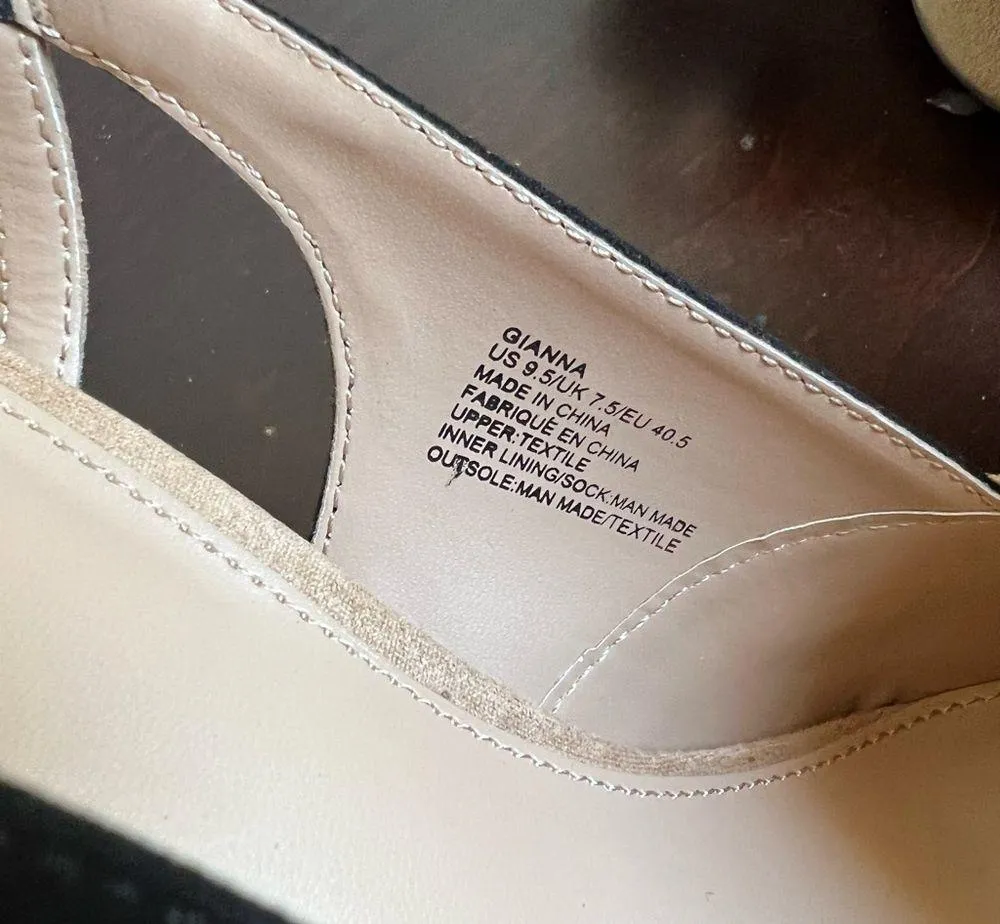 GIANNA
US 9.5/UK 7.5/EU 40.5
MADE IN CHINA
FABRIQUÉ EN CHINA
UPPER:TEXTILE
INNER LINING/SOCK:MAN MADE
OUTSOLE:MAN MADE/TEXTILE